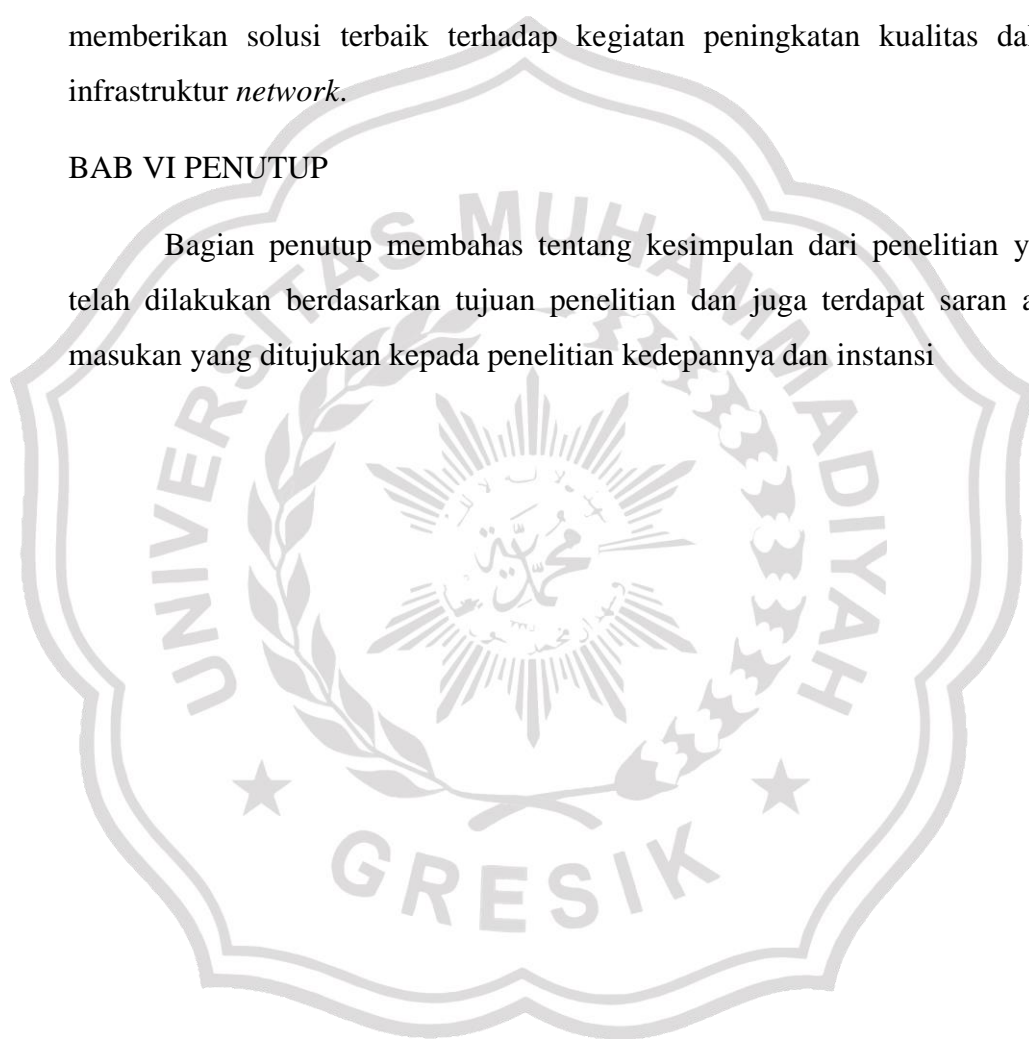 memberikan solusi terbaik terhadap kegiatan peningkatan kualitas dal
infrastruktur network.
BAB VI PENUTUP
Bagian penutup membahas tentang kesimpulan dari penelitian y
telah dilakukan berdasarkan tujuan penelitian dan juga terdapat saran a
masukan yang ditujukan kepada penelitian kedepannya dan instansi
UNIVERSITAS MUHAMMADIYAH
GRESIK